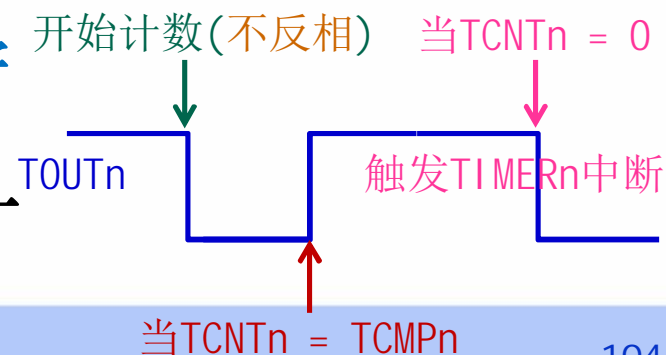 开始计数(不反相) 当TCNTn = 0
TOUTn
触发TIMERn中断
当TCNTn = TCMPn
194